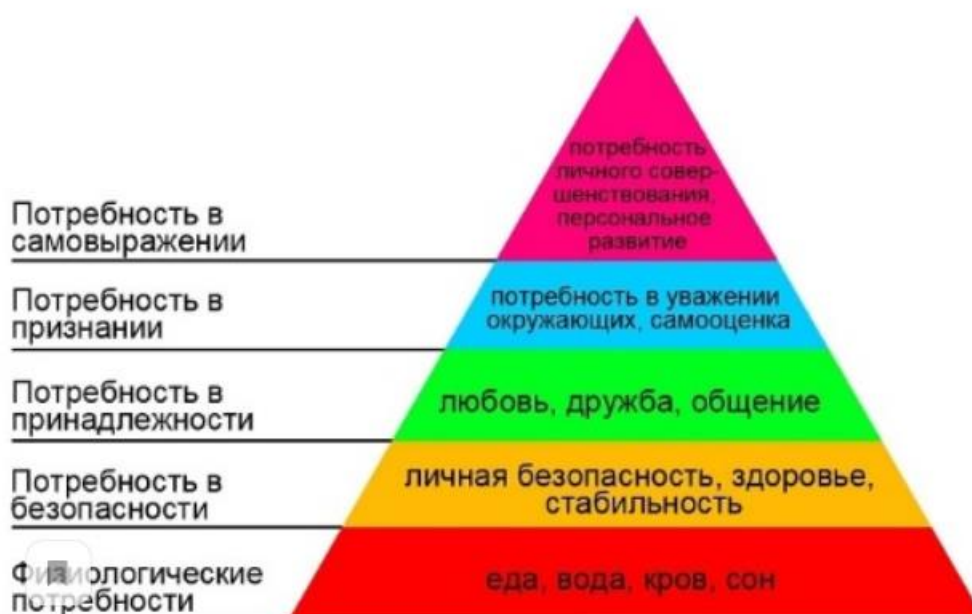 потребность
личного совер-
шенствования,
персональное
развитие
Потребность в
самовыражении
потребность в уважении
окружающих, самооценка
Потребность в
признании
любовь, дружба, общение
Потребность в
принадлежности
личная безопасность, здоровье,
стабильность
Потребность в
безопасности
еда, вода, кров, сон
Физиологические
потребности